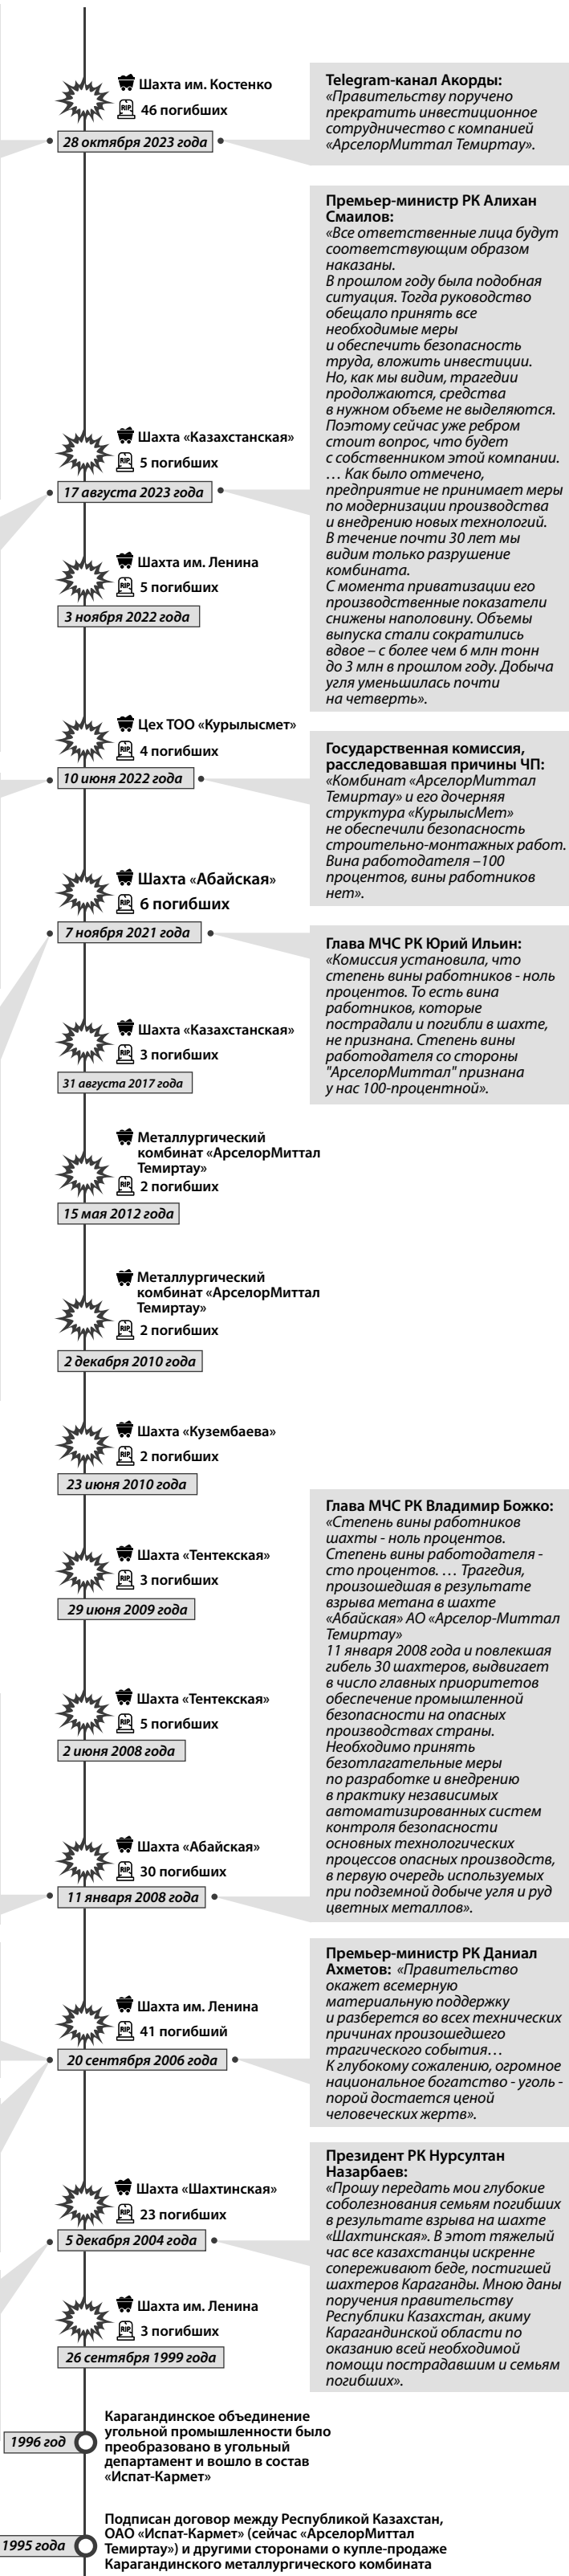 Шахта им. Костенко
RIP
46 погибших
28 октября 2023 года
Telegram-канал Акорды:
«Правительству поручено
прекратить инвестиционное
сотрудничество с компанией
«АрселорМиттал Темиртау».
Премьер-министр РК Алихан
Смаилов:
«Все ответственные лица будут
соответствующим образом
наказаны.
В прошлом году была подобная
ситуация. Тогда руководство
обещало принять все
необходимые меры
и обеспечить безопасность
труда, вложить инвестиции.
Но, как мы видим, трагедии
продолжаются, средства
в нужном объеме не выделяются.
Поэтому сейчас уже ребром
стоит вопрос, что будет
с собственником этой компании.
… Как было отмечено,
предприятие не принимает меры
по модернизации производства
и внедрению новых технологий.
В течение почти 30 лет мы
видим только разрушение
комбината.
С момента приватизации его
производственные показатели
снижены наполовину. Объемы
выпуска стали сократились
вдвое – с более чем 6 млн тонн
до 3 млн в прошлом году. Добыча
угля уменьшилась почти
на четверть».
Шахта «Казахстанская»
RIP
5 погибших
17 августа 2023 года
Шахта им. Ленина
RIP
5 погибших
3 ноября 2022 года
Цех ТОО «Курылысмет»
RIP
4 погибших
10 июня 2022 года
Государственная комиссия,
расследовавшая причины ЧП:
«Комбинат «АрселорМиттал
Темиртау» и его дочерняя
структура «КурылысМет»
не обеспечили безопасность
строительно-монтажных работ.
Вина работодателя –100
процентов, вины работников
нет».
Шахта «Абайская»
RIP
6 погибших
7 ноября 2021 года
Глава МЧС РК Юрий Ильин:
«Комиссия установила, что
степень вины работников - ноль
процентов. То есть вина
работников, которые
пострадали и погибли в шахте,
не признана. Степень вины
работодателя со стороны
"АрселорМиттал" признана
у нас 100-процентной».
Шахта «Казахстанская»
RIP
3 погибших
31 августа 2017 года
Металлургический
комбинат «АрселорМиттал
Темиртау»
RIP
2 погибших
15 мая 2012 года
Металлургический
комбинат «АрселорМиттал
Темиртау»
RIP
2 погибших
2 декабря 2010 года
Шахта «Кузембаева»
RIP
2 погибших
23 июня 2010 года
Шахта «Тентекская»
RIP
3 погибших
29 июня 2009 года
Шахта «Тентекская»
RIP
5 погибших
2 июня 2008 года
Шахта «Абайская»
RIP
30 погибших
11 января 2008 года
Глава МЧС РК Владимир Божко:
«Степень вины работников
шахты - ноль процентов.
Степень вины работодателя -
сто процентов. … Трагедия,
произошедшая в результате
взрыва метана в шахте
«Абайская» АО «Арселор-Миттал
Темиртау»
11 января 2008 года и повлекшая
гибель 30 шахтеров, выдвигает
в число главных приоритетов
обеспечение промышленной
безопасности на опасных
производствах страны.
Необходимо принять
безотлагательные меры
по разработке и внедрению
в практику независимых
автоматизированных систем
контроля безопасности
основных технологических
процессов опасных производств,
в первую очередь используемых
при подземной добыче угля и руд
цветных металлов».
Шахта им. Ленина
RIP
41 погибший
20 сентября 2006 года
Премьер-министр РК Даниал
Ахметов: «Правительство
окажет всемерную
материальную поддержку
и разберется во всех технических
причинах произошедшего
трагического события…
К глубокому сожалению, огромное
национальное богатство - уголь -
порой достается ценой
человеческих жертв».
Шахта «Шахтинская»
RIP
23 погибших
5 декабря 2004 года
Президент РК Нурсултан
Назарбаев:
«Прошу передать мои глубокие
соболезнования семьям погибших
в результате взрыва на шахте
«Шахтинская». В этот тяжелый
час все казахстанцы искренне
сопереживают беде, постигшей
шахтеров Караганды. Мною даны
поручения правительству
Республики Казахстан, акиму
Карагандинской области по
оказанию всей необходимой
помощи пострадавшим и семьям
погибших».
Шахта им. Ленина
RIP
3 погибших
26 сентября 1999 года
1996 год
Карагандинское объединение
угольной промышленности было
преобразовано в угольный
департамент и вошло в состав
«Испат-Кармет»
1995 года
Подписан договор между Республикой Казахстан,
ОАО «Испат-Кармет» (сейчас «АрселорМиттал
Темиртау») и другими сторонами о купле-продаже
Карагандинского металлургического комбината